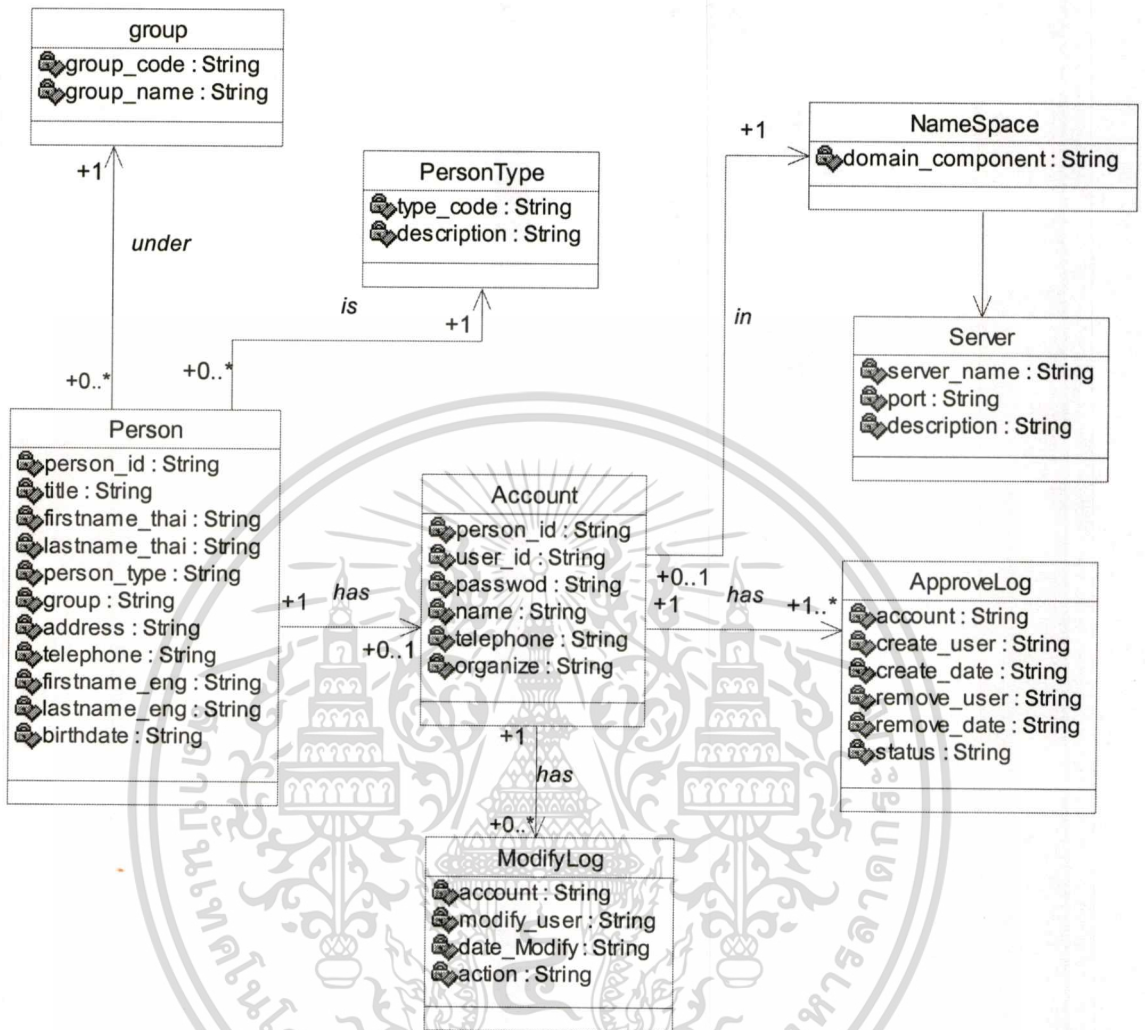 group
group_code : String
group_name : String
+1
under
+0..*
PersonType
type_code : String
description : String
is
+1
+0..*
NameSpace
domain_component : String
+1
in
Server
server_name : String
port : String
description : String
Person
person_id : String
title : String
firstname_thai : String
lastname_thai : String
person_type : String
group : String
address : String
telephone : String
firstname_eng : String
lastname_eng : String
birthdate : String
+1
has
+0..1
Account
person_id : String
user_id : String
passwod : String
name : String
telephone : String
organize : String
+0..1
+1
has
+1..*
ApproveLog
account : String
create_user : String
create_date : String
remove_user : String
remove_date : String
status : String
+1
has
+0..*
ModifyLog
account : String
modify_user : String
date_Modify : String
action : String